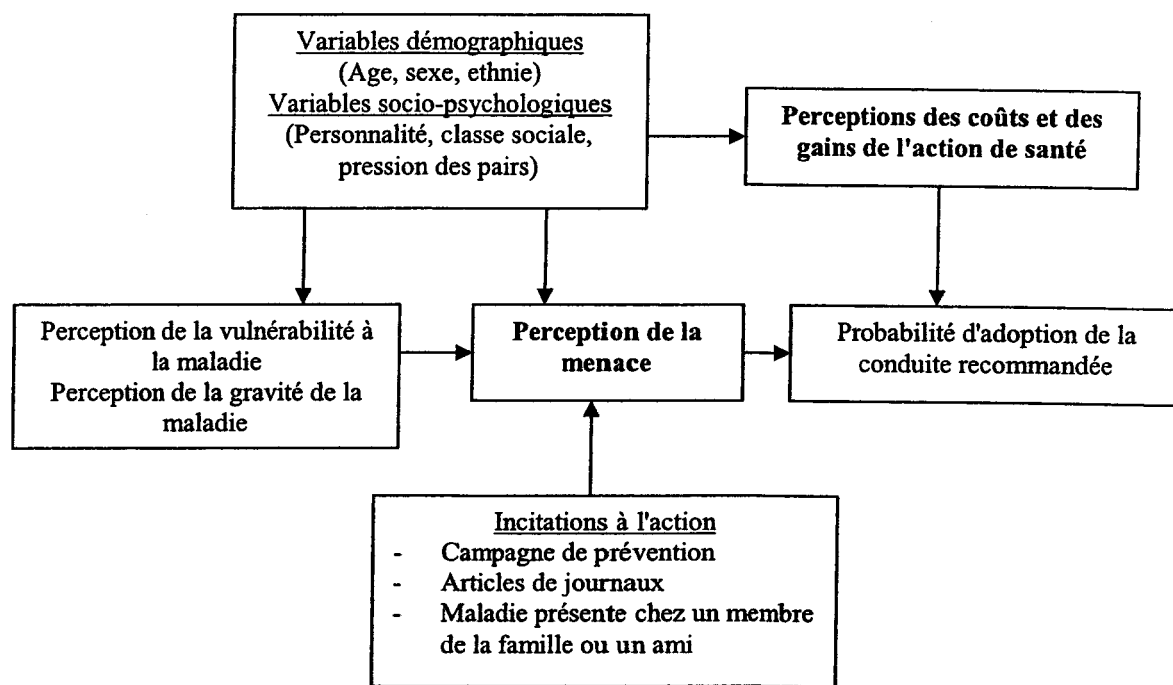 Variables démographiques
(Age, sexe, ethnie)
Variables socio-psychologiques
(Personnalité, classe sociale,
pression des pairs)
Perceptions des coûts et des
gains de l'action de santé
Perception de la vulnérabilité à
la maladie
Perception de la gravité de la
maladie
Perception de la
menace
Probabilité d'adoption de la
conduite recommandée
Incitations à l'action
- Campagne de prévention
- Articles de journaux
- Maladie présente chez un membre
de la famille ou un ami